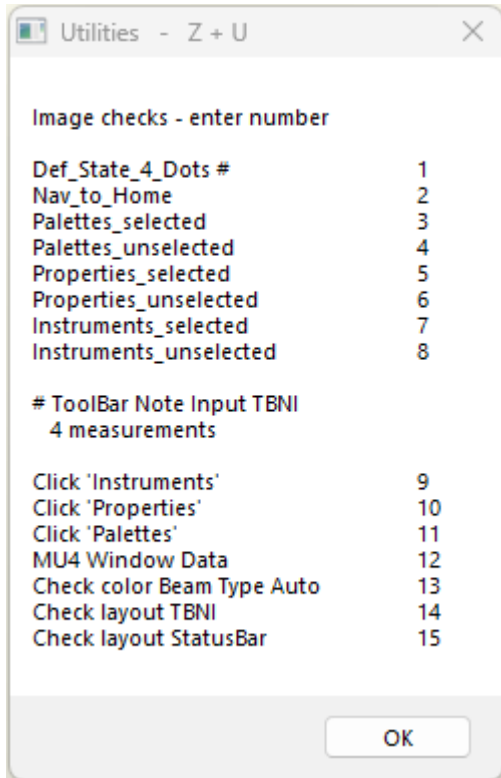 Utilities - Z + U
Image checks - enter number
Def_State_4_Dots # 1
Nav_to_Home 2
Palettes_selected 3
Palettes_unselected 4
Properties_selected 5
Properties_unselected 6
Instruments_selected 7
Instruments_unselected 8
# ToolBar Note Input TBNI
4 measurements
Click 'Instruments' 9
Click 'Properties' 10
Click 'Palettes' 11
MU4 Window Data 12
Check color Beam Type Auto 13
Check layout TBNI 14
Check layout StatusBar 15
OK